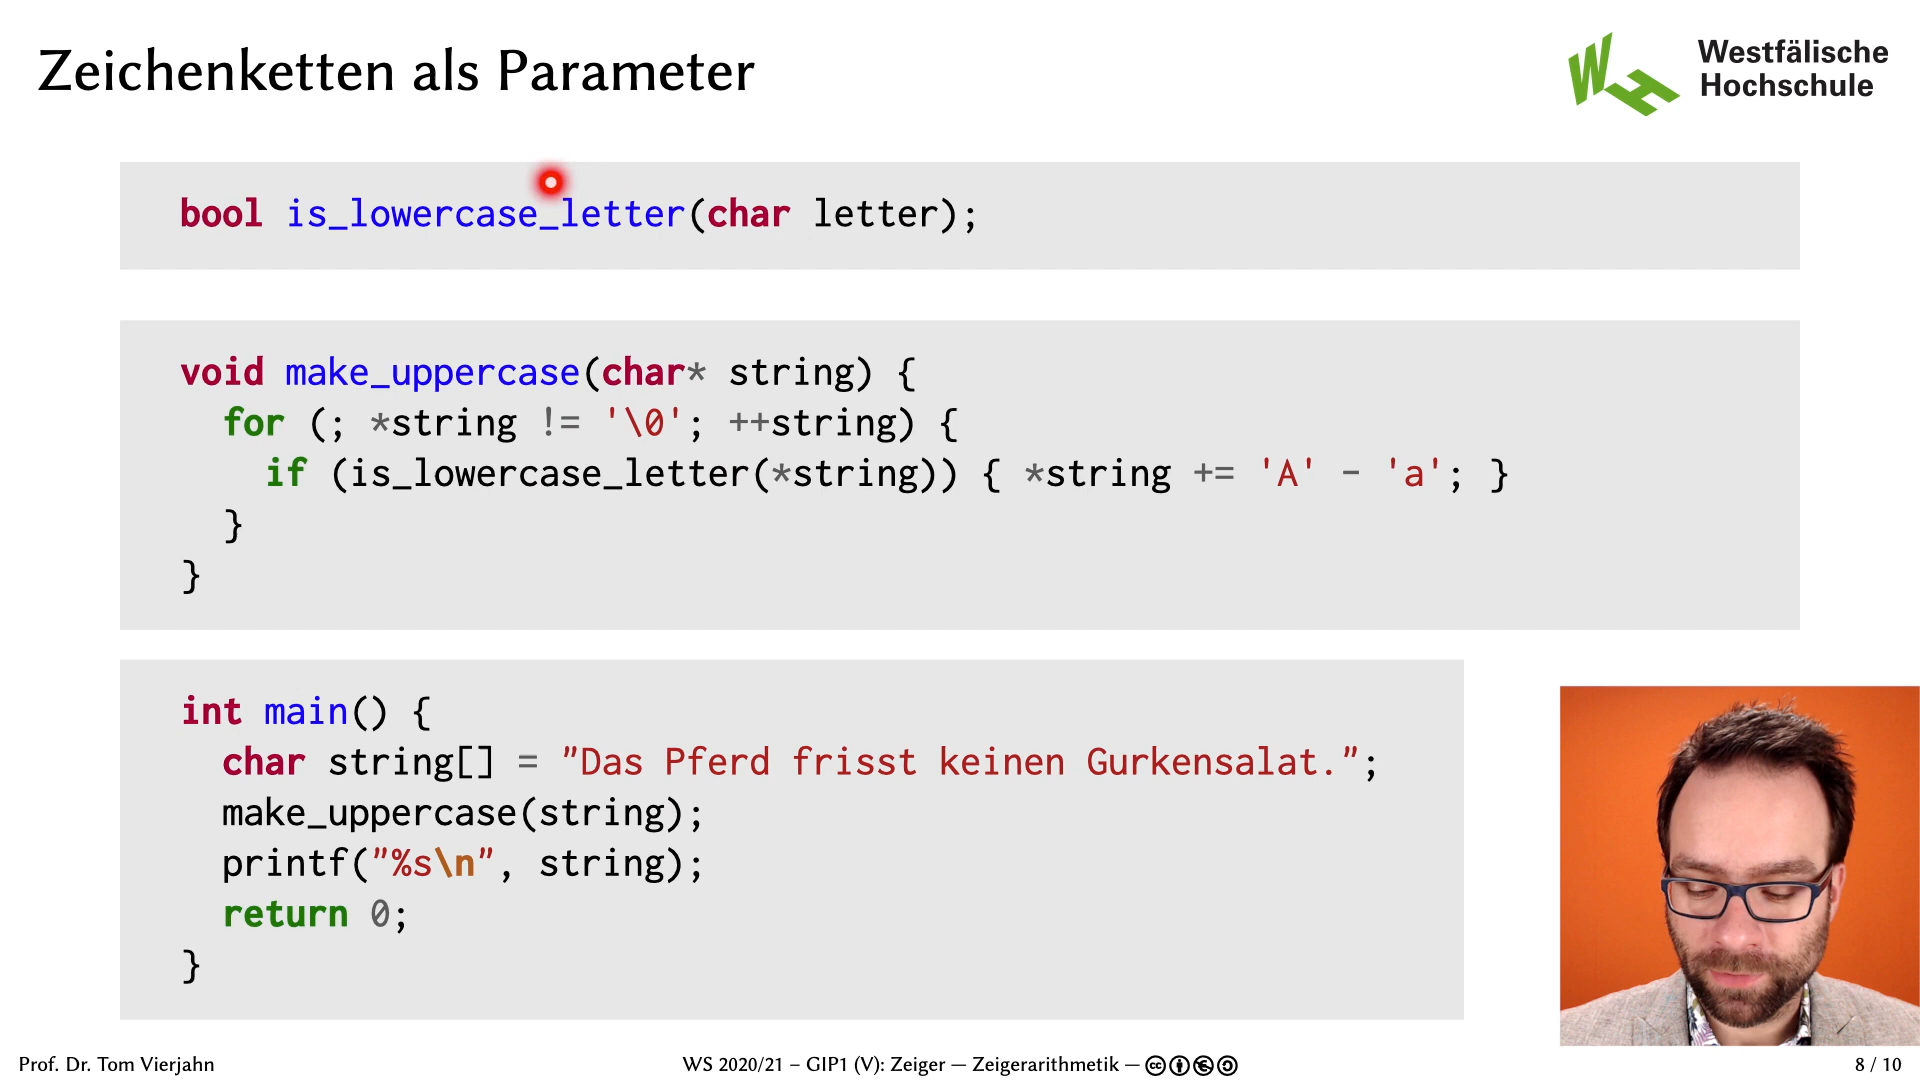 Zeichenketten als Parameter
Westfälische
Hochschule
bool is_lowercase_letter(char letter);
void make_uppercase(char* string) {
  for (; *string != '\0'; ++string) {
    if (is_lowercase_letter(*string)) { *string += 'A' - 'a'; }
  }
}
int main() {
  char string[] = "Das Pferd frisst keinen Gurkensalat.";
  make_uppercase(string);
  printf("%s\n", string);
  return 0;
}
Prof. Dr. Tom Vierjahn
WS 2020/21 – GIP1 (V): Zeiger — Zeigerarithmetik —
8 / 10